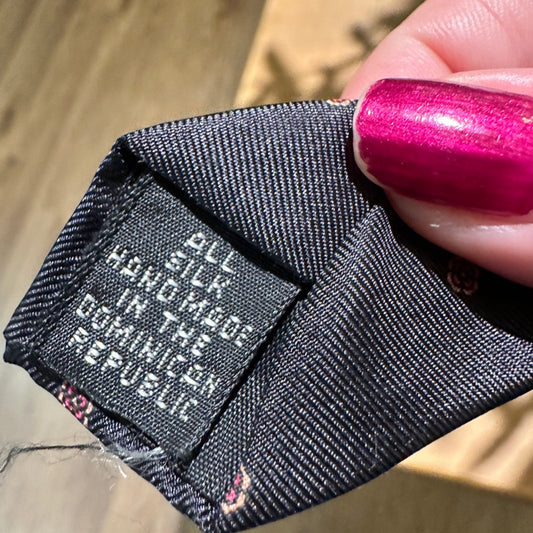 ALL
SILK
HANDMADE
IN THE
DOMINICAN
REPUBLIC